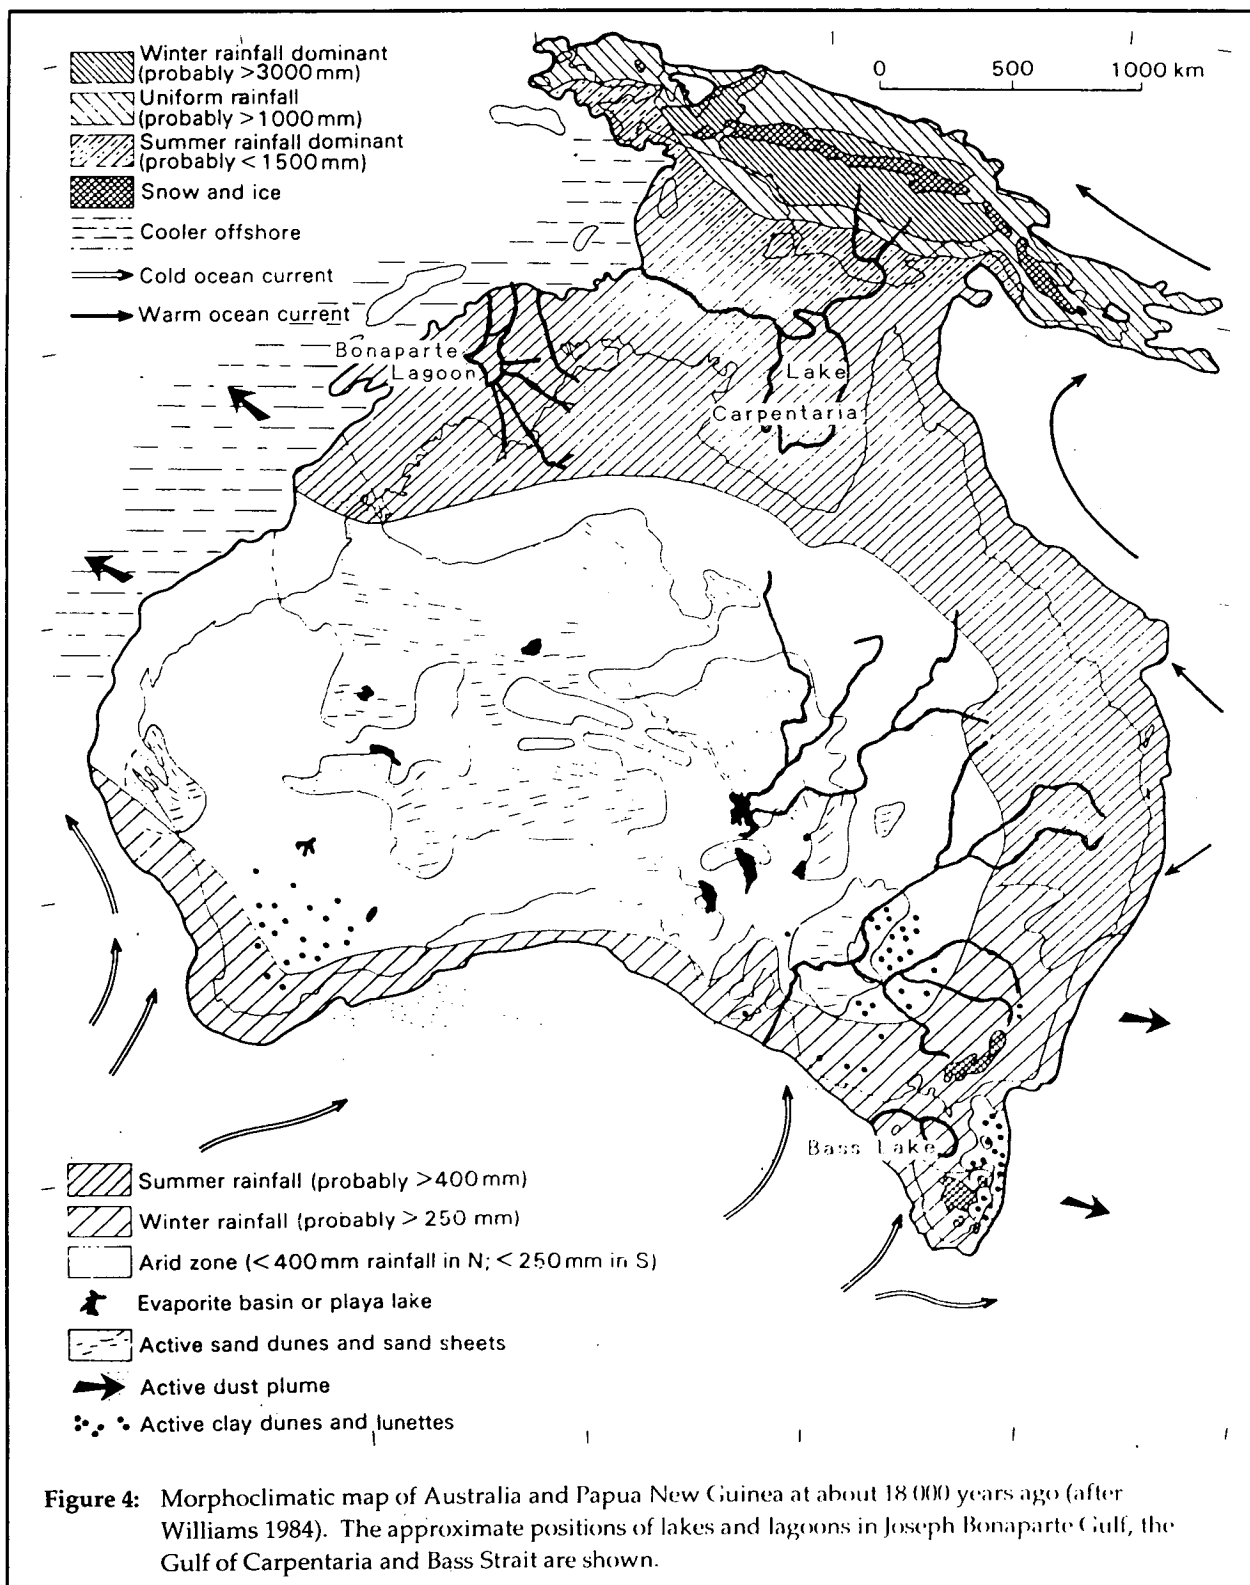 Winter rainfall dominant
(probably >3000 mm)
Uniform rainfall
(probably >1000 mm)
Summer rainfall dominant
(probably <1500 mm)
Snow and ice
Cooler offshore
Cold ocean current
Warm ocean current
0 500 1000 km
Bonaparte
Lagoon
Lake
Carpentaria
Bass Lake
Summer rainfall (probably >400 mm)
Winter rainfall (probably > 250 mm)
Arid zone (<400 mm rainfall in N; <250 mm in S)
Evaporite basin or playa lake
Active sand dunes and sand sheets
Active dust plume
Active clay dunes and lunettes
Figure 4: Morphoclimatic map of Australia and Papua New Guinea at about 18 000 years ago (after
Williams 1984). The approximate positions of lakes and lagoons in Joseph Bonaparte Gulf, the
Gulf of Carpentaria and Bass Strait are shown.